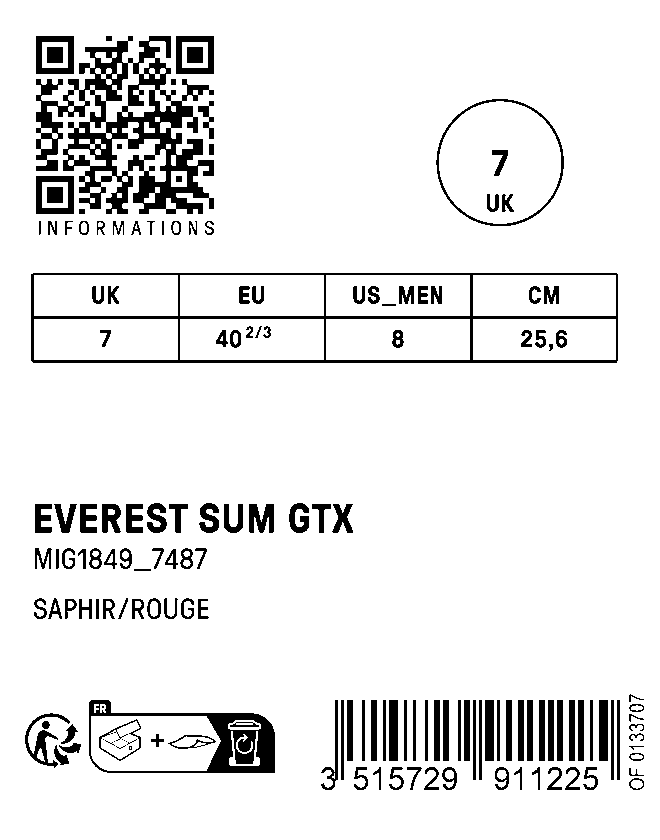 INFORMATIONS
7
UK
UK EU US_MEN CM
7 40 2/3 8 25,6
EVEREST SUM GTX
MIG1849_7487
SAPHIR/ROUGE
FR
3 515729 911225
OF 0133707